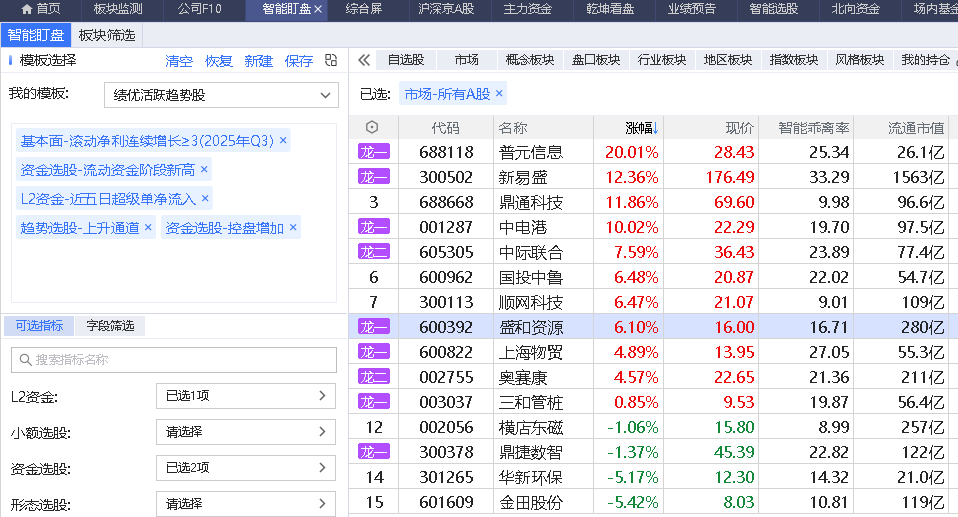 首页 板块监测 公司F10 智能盯盘× 综合屏 沪深京A股 主力资金 乾坤看盘 业绩预告 智能选股 北向资金 场内基金
智能盯盘 板块筛选
模板选择 清空 恢复 新建 保存
自选股 市场 概念板块 盘口板块 行业板块 地区板块 指数板块 风格板块 我的持仓
我的模板: 绩优活跃趋势股
已选: 市场-所有A股 ×
基本面-滚动净利连续增长≥3(2025年Q3) ×
资金选股-流动资金阶段新高 ×
L2资金-近五日超级单净流入 ×
趋势选股-上升通道 × 资金选股-控盘增加 ×
可选指标 字段筛选
搜索指标名称
L2资金: 已选1项
小额选股: 请选择
资金选股: 已选2项
形态选股: 请选择
代码 名称 涨幅↓ 现价 智能乖离率 流通市值
龙一 688118 普元信息 20.01% 28.43 25.34 26.1亿
龙一 300502 新易盛 12.36% 176.49 33.29 1563亿
3 688668 鼎通科技 11.86% 69.60 9.98 96.6亿
龙一 001287 中电港 10.02% 22.29 19.70 97.5亿
龙二 605305 中际联合 7.59% 36.43 23.89 77.4亿
6 600962 国投中鲁 6.48% 20.87 22.02 54.7亿
7 300113 顺网科技 6.47% 21.07 9.01 109亿
龙一 600392 盛和资源 6.10% 16.00 16.71 280亿
龙一 600822 上海物贸 4.89% 13.95 27.05 55.3亿
龙二 002755 奥赛康 4.57% 22.65 21.36 211亿
龙一 003037 三和管桩 0.85% 9.53 19.87 56.4亿
12 002056 横店东磁 -1.06% 15.80 8.99 257亿
龙一 300378 鼎捷数智 -1.37% 45.39 22.82 122亿
14 301265 华新环保 -5.17% 12.30 14.32 21.0亿
15 601609 金田股份 -5.42% 8.03 10.81 119亿